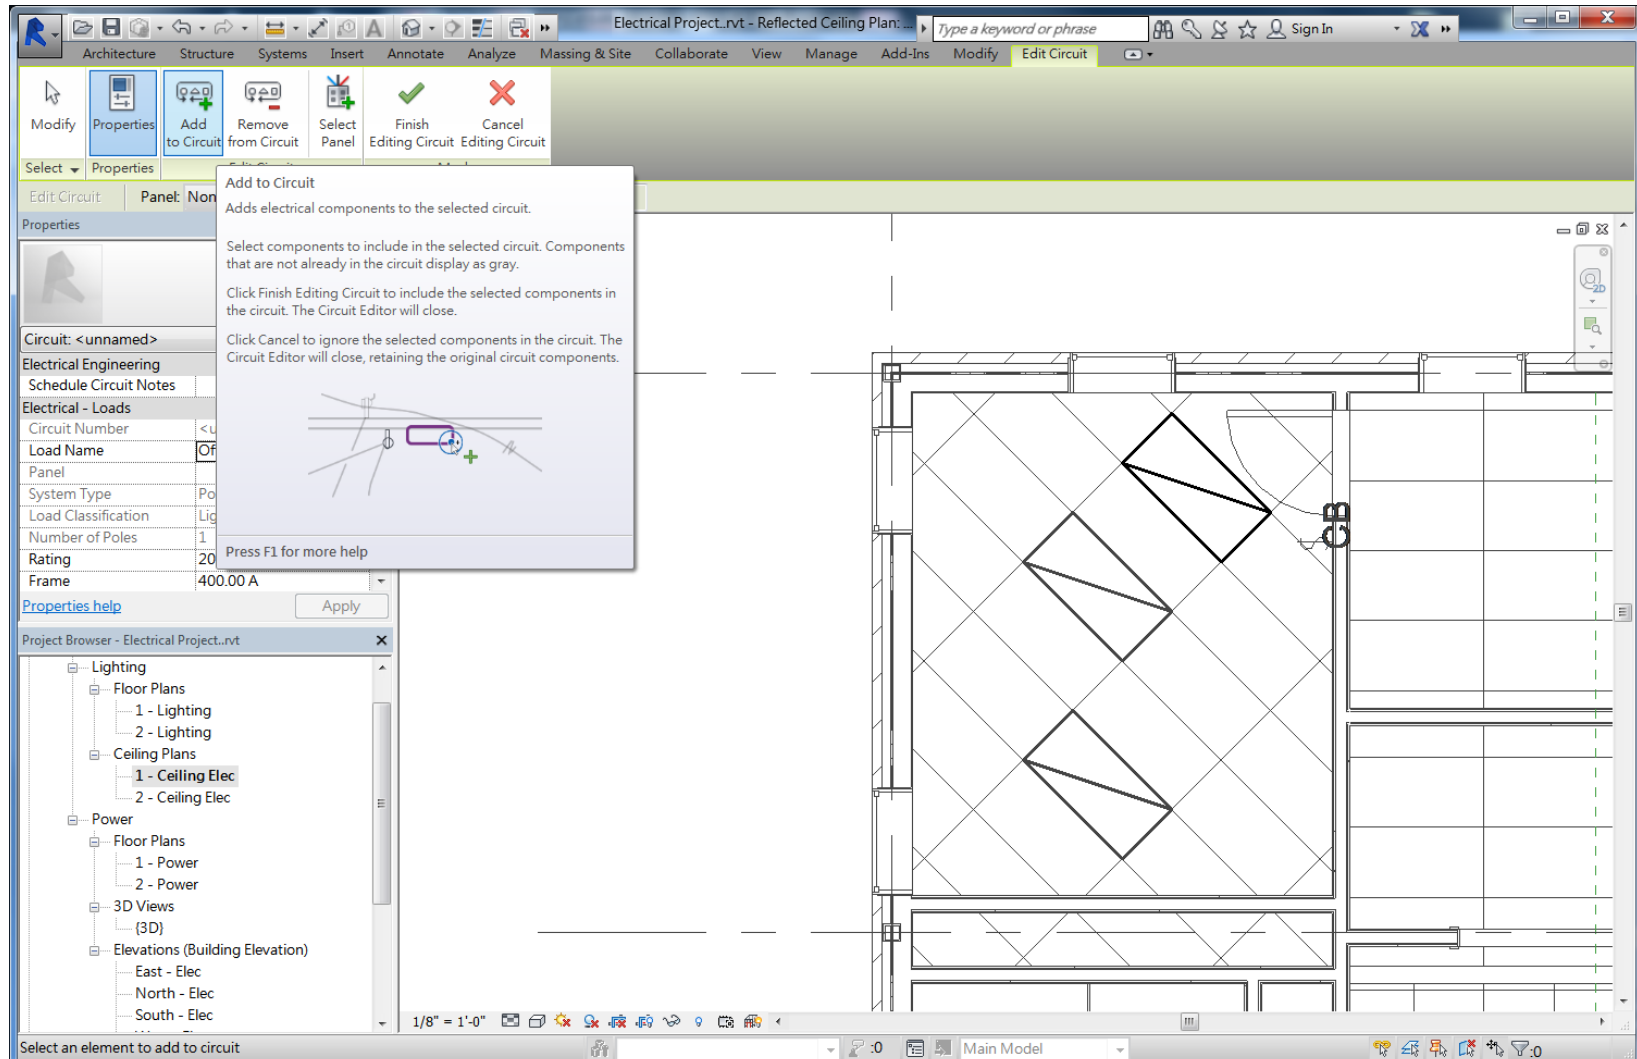 Electrical Project..rvt - Reflected Ceiling Plan: ...
Type a keyword or phrase
Sign In
Architecture Structure Systems Insert Annotate Analyze Massing & Site Collaborate View Manage Add-Ins Modify Edit Circuit
Modify
Properties
Add
to Circuit
Remove
from Circuit
Select
Panel
Finish
Editing Circuit
Cancel
Editing Circuit
Select
Properties
Edit Circuit
Panel:
Add to Circuit
Adds electrical components to the selected circuit.
Select components to include in the selected circuit. Components
that are not already in the circuit display as gray.
Click Finish Editing Circuit to include the selected components in
the circuit. The Circuit Editor will close.
Click Cancel to ignore the selected components in the circuit. The
Circuit Editor will close, retaining the original circuit components.
Press F1 for more help
Properties
Circuit: <unnamed>
Electrical Engineering
Schedule Circuit Notes
Electrical - Loads
Circuit Number
Load Name
Panel
System Type
Load Classification
Number of Poles 1
Rating 20
Frame 400.00 A
Properties help Apply
Project Browser - Electrical Project..rvt
Lighting
Floor Plans
1 - Lighting
2 - Lighting
Ceiling Plans
1 - Ceiling Elec
2 - Ceiling Elec
Power
Floor Plans
1 - Power
2 - Power
3D Views
{3D}
Elevations (Building Elevation)
East - Elec
North - Elec
South - Elec
2D
CB
1/8" = 1'-0"
Select an element to add to circuit
:0
Main Model
:0